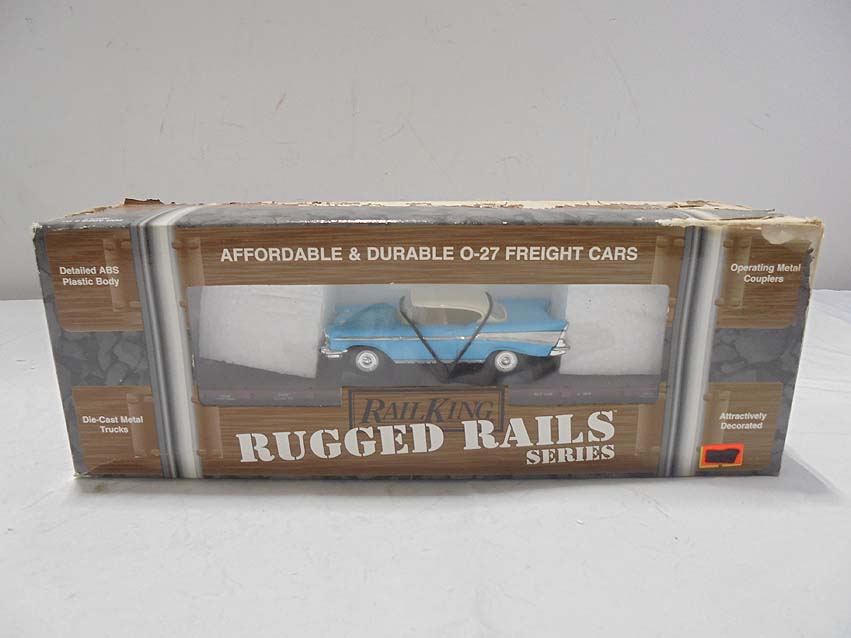 AFFORDABLE & DURABLE O-27 FREIGHT CARS
Detailed ABS
Plastic Body
Operating Metal
Couplers
RAILKING
RUGGED RAILS™
SERIES
Die-Cast Metal
Trucks
Attractively
Decorated